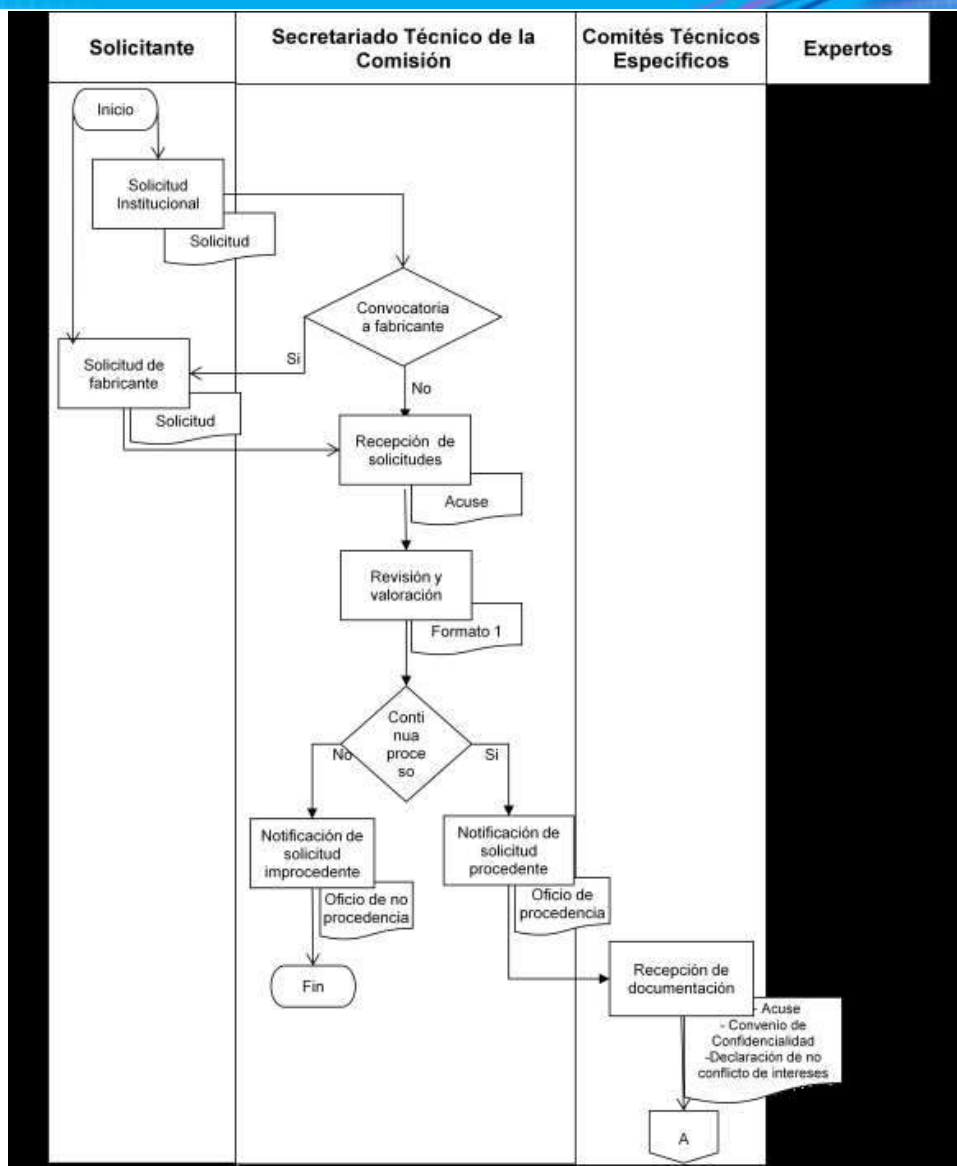 Solicitante
Secretariado Técnico de la
Comisión
Comités Técnicos
Específicos
Expertos
Inicio
Solicitud
Institucional
Solicitud
Convocatoria
a fabricante
Si
No
Solicitud de
fabricante
Solicitud
Recepción de
solicitudes
Acuse
Revisión y
valoración
Formato 1
Conti
nua
proce
so
No
Si
Notificación de
solicitud
improcedente
Oficio de no
procedencia
Fin
Notificación de
solicitud
procedente
Oficio de
procedencia
Recepción de
documentación
- Acuse
- Convenio de
Confidencialidad
-Declaración de no
conflicto de intereses
A